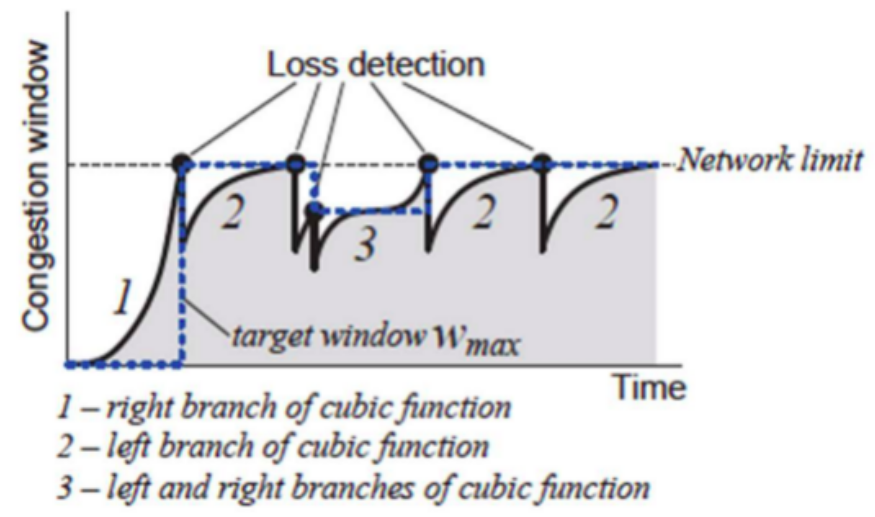 Congestion window
Loss detection
Network limit
2
2
2
3
1
target window Wmax
Time
1 – right branch of cubic function
2 – left branch of cubic function
3 – left and right branches of cubic function